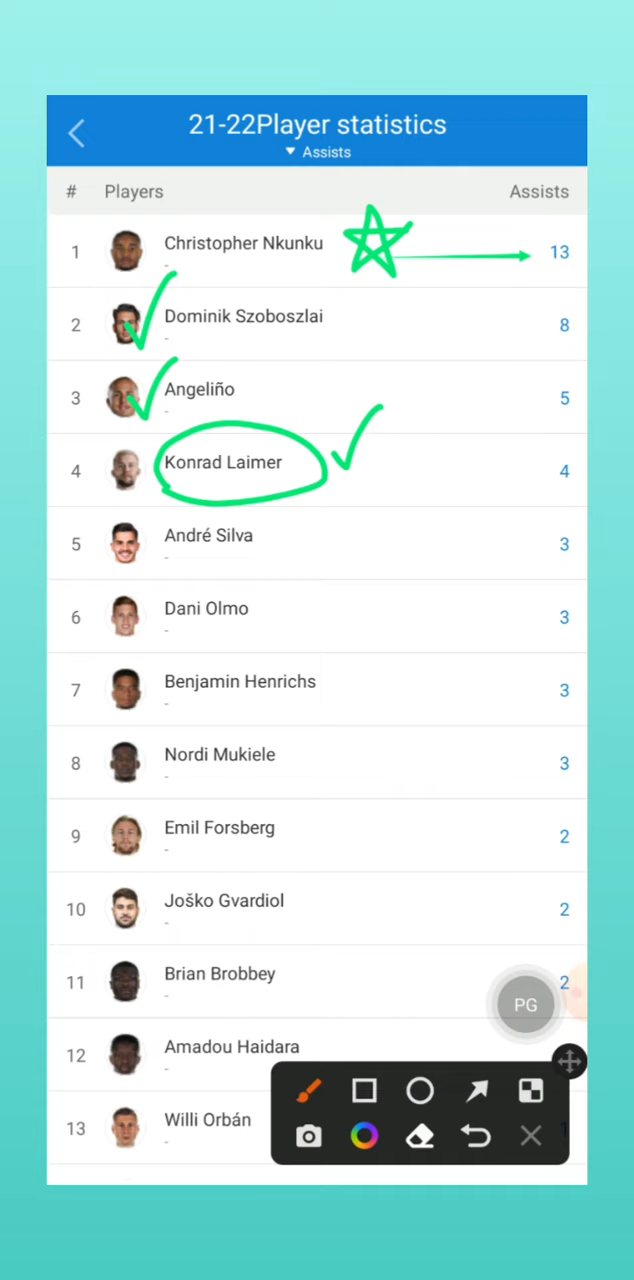 21-22Player statistics
▼ Assists
# Players Assists
1 Christopher Nkunku 13
-
2 Dominik Szoboszlai 8
-
3 Angeliño 5
-
4 Konrad Laimer 4
5 André Silva 3
-
6 Dani Olmo 3
-
7 Benjamin Henrichs 3
-
8 Nordi Mukiele 3
-
9 Emil Forsberg 2
-
10 Joško Gvardiol 2
-
11 Brian Brobbey 2
-
PG
12 Amadou Haidara
-
13 Willi Orbán 1
-